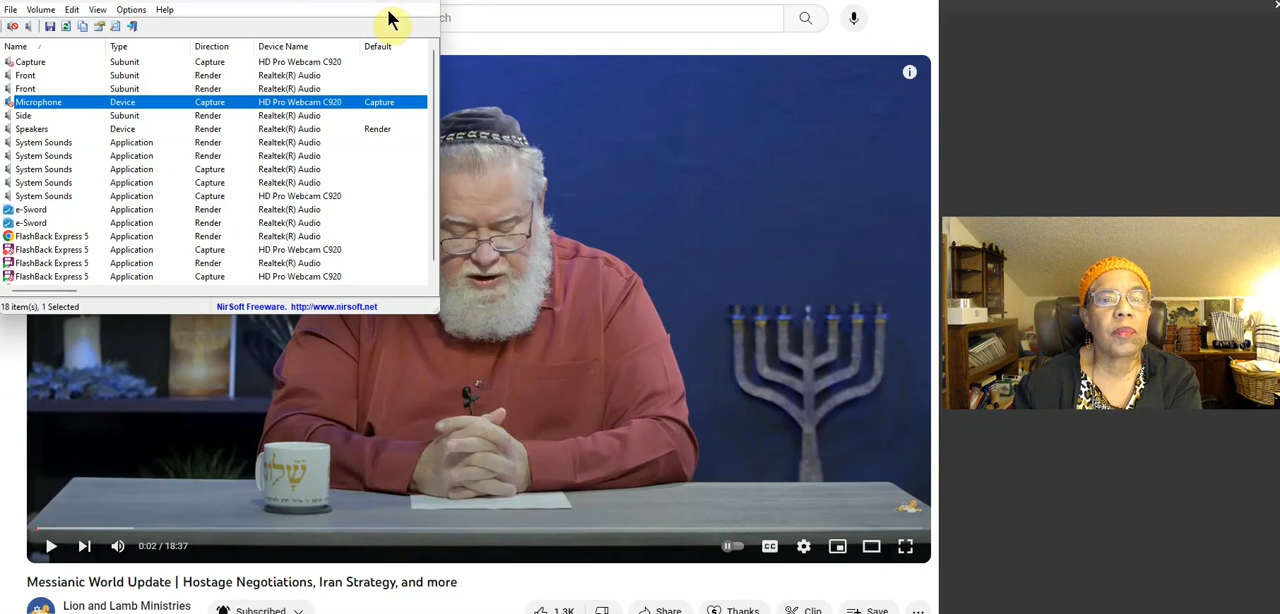 File Volume Edit View Options Help
ch
Name / Type Direction Device Name Default
Capture Subunit Capture HD Pro Webcam C920
Front Subunit Render Realtek(R) Audio
Front Subunit Render Realtek(R) Audio
Microphone Device Capture HD Pro Webcam C920 Capture
Side Subunit Render Realtek(R) Audio
Speakers Device Render Realtek(R) Audio Render
System Sounds Application Render Realtek(R) Audio
System Sounds Application Render Realtek(R) Audio
System Sounds Application Capture Realtek(R) Audio
System Sounds Application Capture Realtek(R) Audio
System Sounds Application Capture HD Pro Webcam C920
e-Sword Application Render Realtek(R) Audio
e-Sword Application Render Realtek(R) Audio
FlashBack Express 5 Application Render Realtek(R) Audio
FlashBack Express 5 Application Capture HD Pro Webcam C920
FlashBack Express 5 Application Render Realtek(R) Audio
FlashBack Express 5 Application Capture HD Pro Webcam C920
18 item(s), 1 Selected NirSoft Freeware. http://www.nirsoft.net
שלו
0:02 / 18:37 CC
Messianic World Update | Hostage Negotiations, Iran Strategy, and more
Lion and Lamb Ministries Subscribed 1.3K Share Thanks Clip Save